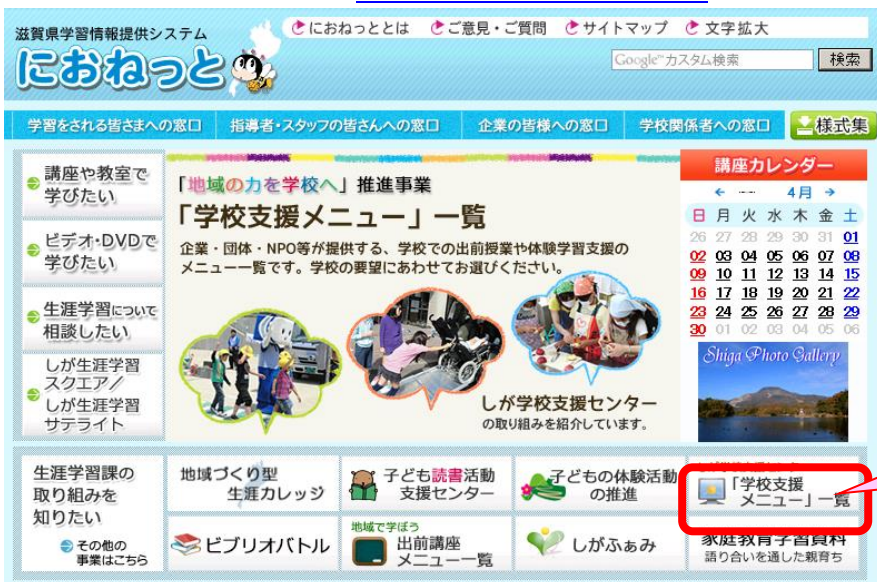 滋賀県学習情報提供システム
におねっと
におねっととは ご意見・ご質問 サイトマップ 文字拡大
Google™カスタム検索 検索
学習をされる皆さまへの窓口 指導者・スタッフの皆さんへの窓口 企業の皆様への窓口 学校関係者への窓口 様式集
講座や教室で
学びたい
ビデオ・DVDで
学びたい
生涯学習について
相談したい
しが生涯学習
スクエア／
しが生涯学習
サテライト
「地域の力を学校へ」推進事業
「学校支援メニュー」一覧
企業・団体・NPO等が提供する、学校での出前授業や体験学習支援の
メニュー一覧です。学校の要望にあわせてお選びください。
しが学校支援センター
の取り組みを紹介しています。
講座カレンダー
← 4月 →
日 月 火 水 木 金 土
26 27 28 29 30 31 01
02 03 04 05 06 07 08
09 10 11 12 13 14 15
16 17 18 19 20 21 22
23 24 25 26 27 28 29
30 01 02 03 04 05 06
Shiga Photo Gallery
生涯学習課の
取り組みを
知りたい
その他の
事業はこちら
地域づくり型
生涯カレッジ
子ども読書活動
支援センター
子どもの体験活動
の推進
「学校支援
メニュー」一覧
ビブリオバトル
地域で学ぼう
出前講座
メニュー一覧
しがふぁみ
家庭教育学習資料
語り合いを通した親育ち